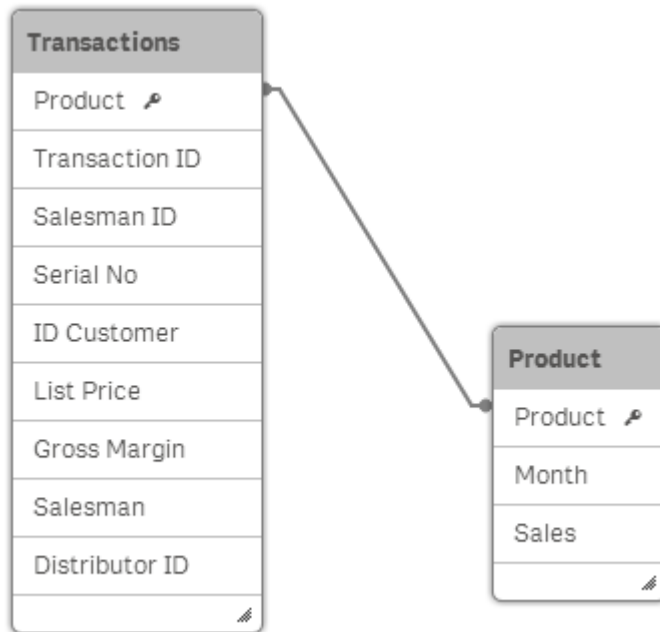 Transactions
Product
Transaction ID
Salesman ID
Serial No
ID Customer
List Price
Gross Margin
Salesman
Distributor ID
Product
Product
Month
Sales